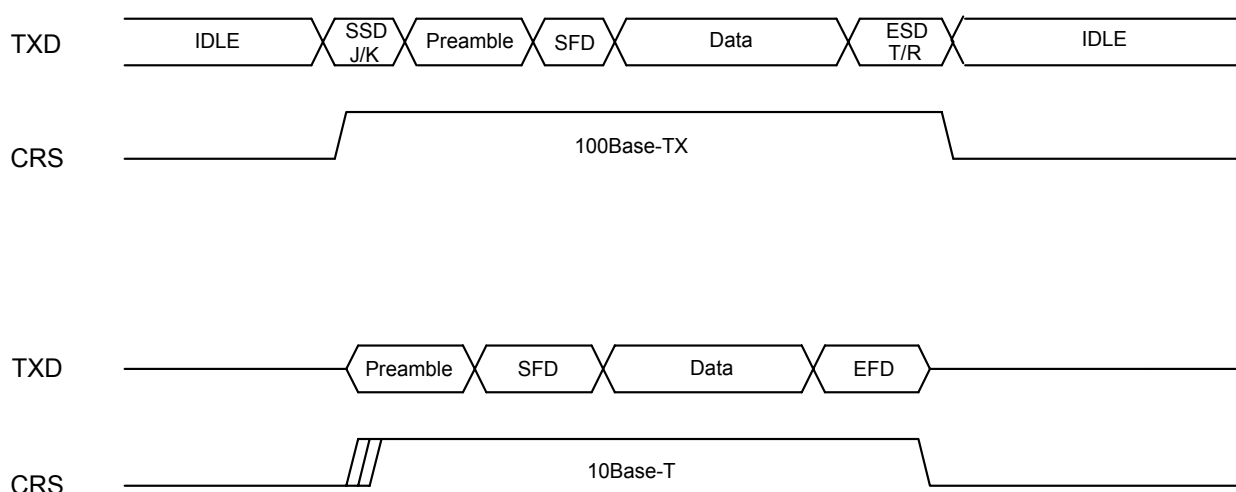 TXD IDLE SSD J/K Preamble SFD Data ESD T/R IDLE
CRS 100Base-TX
TXD Preamble SFD Data EFD
CRS 10Base-T